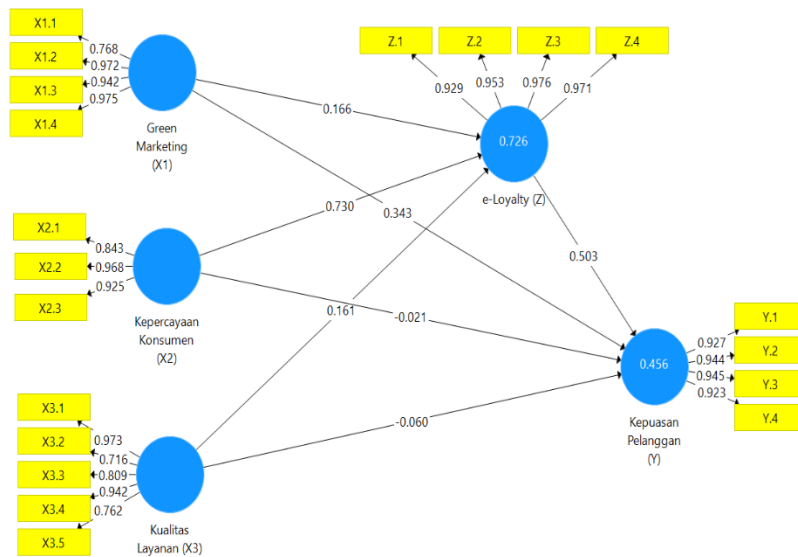 X1.1
0.768
X1.2
0.972
X1.3
0.942
X1.4
0.975
Green
Marketing
(X1)
Z.1
Z.2
Z.3
Z.4
0.929
0.953
0.976
0.971
0.726
e-Loyalty (Z)
0.166
0.730
0.343
0.503
X2.1
0.843
X2.2
0.968
X2.3
0.925
Kepercayaan
Konsumen
(X2)
0.161
-0.021
-0.060
X3.1
0.973
X3.2
0.716
X3.3
0.809
X3.4
0.942
X3.5
0.762
Kualitas
Layanan (X3)
0.456
Kepuasan
Pelanggan
(Y)
Y.1
0.927
Y.2
0.944
Y.3
0.945
Y.4
0.923